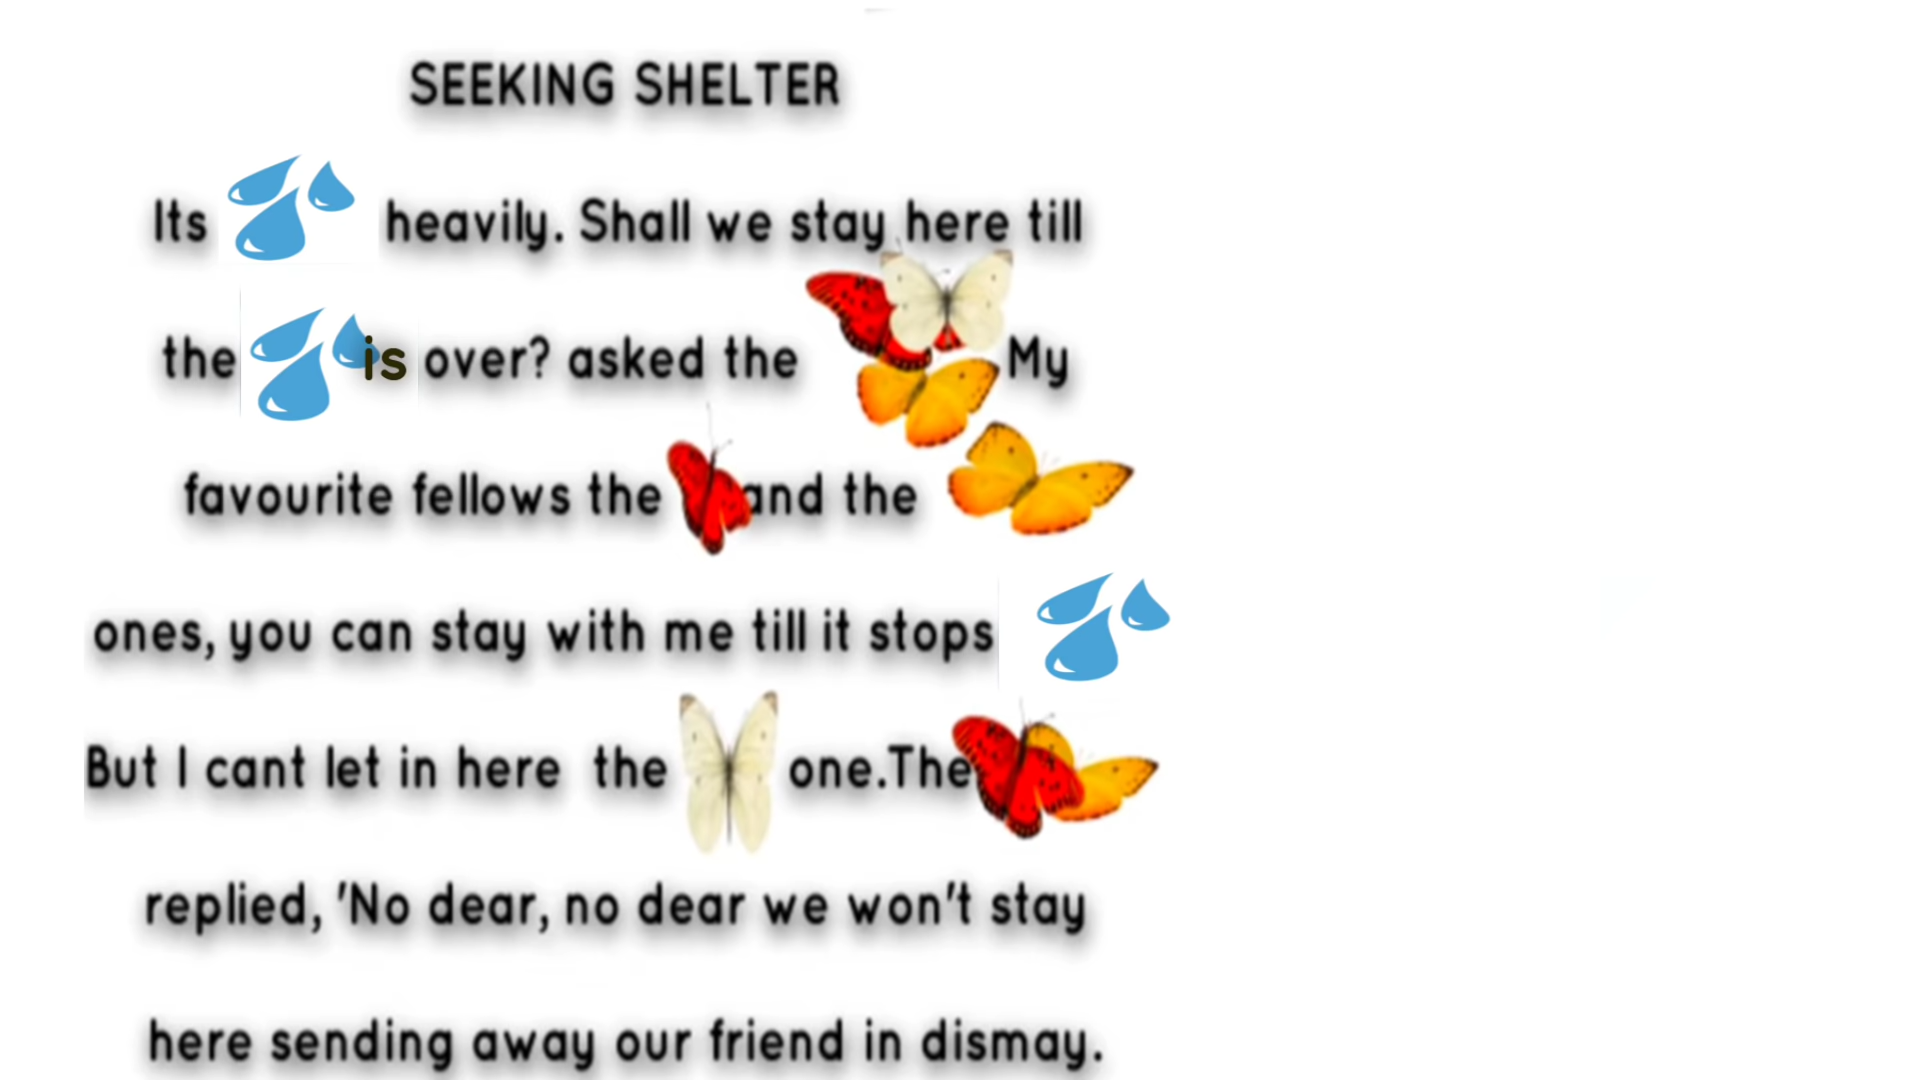 SEEKING SHELTER
Its heavily. Shall we stay here till
the is over? asked the My
favourite fellows the and the
ones, you can stay with me till it stops
But I cant let in here the one.The
replied, 'No dear, no dear we won't stay
here sending away our friend in dismay.